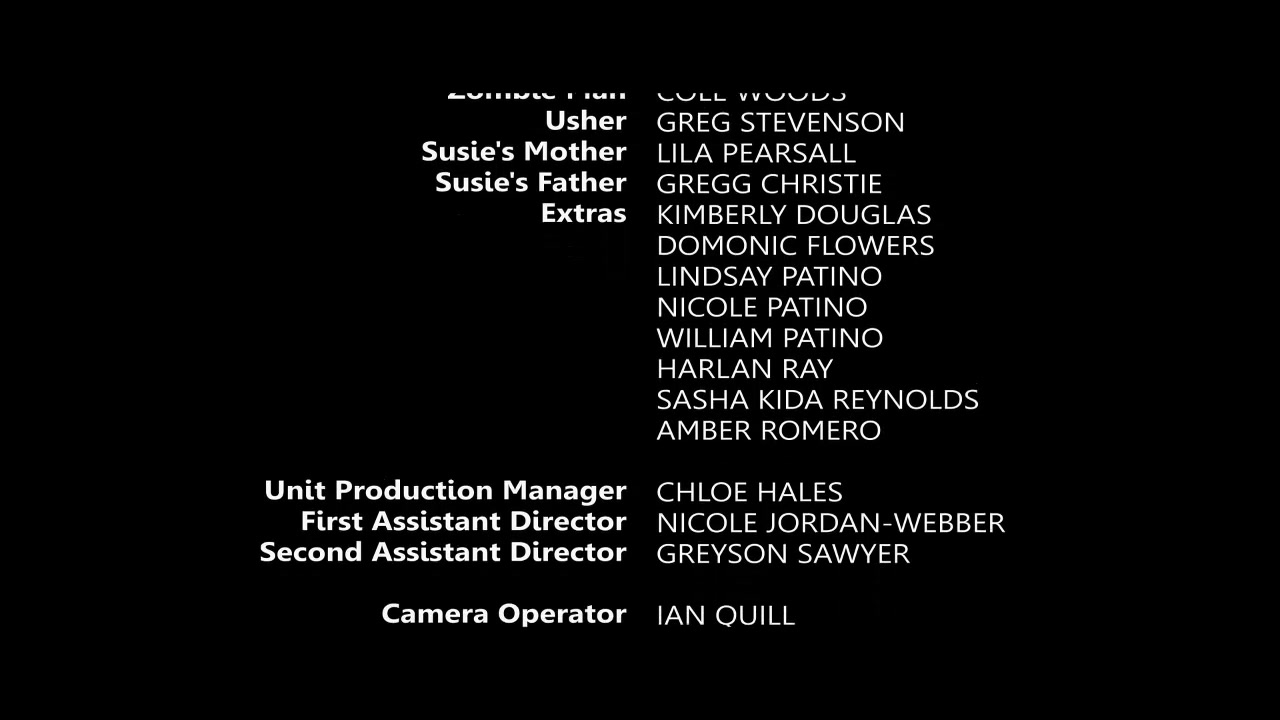 COLE WOODS
Usher GREG STEVENSON
Susie's Mother LILA PEARSALL
Susie's Father GREGG CHRISTIE
Extras KIMBERLY DOUGLAS
DOMONIC FLOWERS
LINDSAY PATINO
NICOLE PATINO
WILLIAM PATINO
HARLAN RAY
SASHA KIDA REYNOLDS
AMBER ROMERO
Unit Production Manager CHLOE HALES
First Assistant Director NICOLE JORDAN-WEBBER
Second Assistant Director GREYSON SAWYER
Camera Operator IAN QUILL